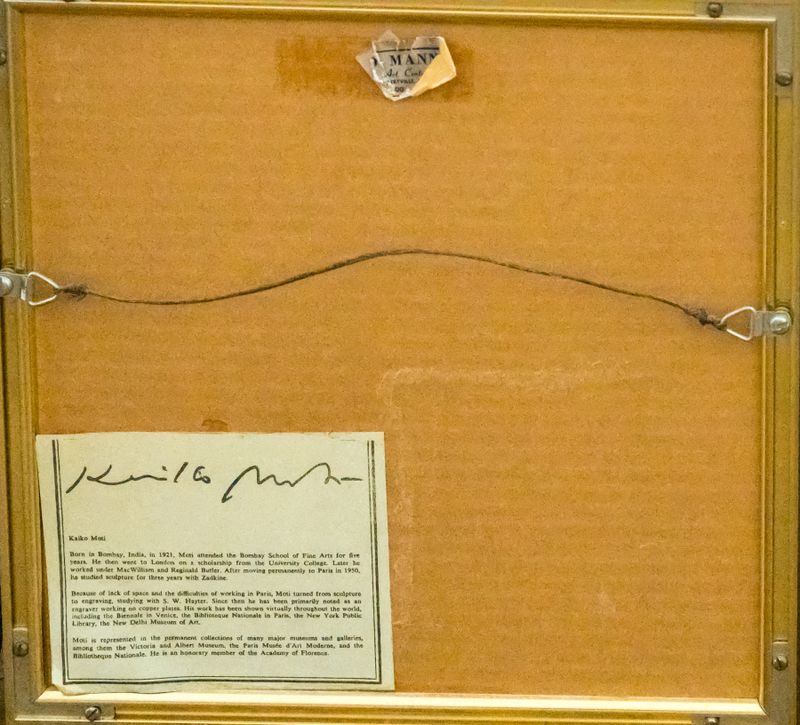 MANN
Art Cent
Kaiko Moti
Kaiko Moti
Born in Bombay, India, in 1921, Moti attended the Bombay School of Fine Arts for five
years. He then went to London on a scholarship from the University College. Later he
worked under MacWilliam and Reginald Butler. After moving permanently to Paris in 1950,
he studied sculpture for three years with Zadkine.
Because of lack of space and the difficulties of working in Paris, Moti turned from sculpture
to engraving, studying with S. W. Hayter. Since then he has been primarily noted as an
engraver working on copper plates. His work has been shown virtually throughout the world,
including the Biennale in Venice, the Biblioteque Nationale in Paris, the New York Public
Library, the New Delhi Museum of Art.
Moti is represented in the permanent collections of many major museums and galleries,
among them the Victoria and Albert Museum, the Paris Musée d'Art Moderne, and the
Bibliotheque Nationale. He is an honorary member of the Academy of Florence.